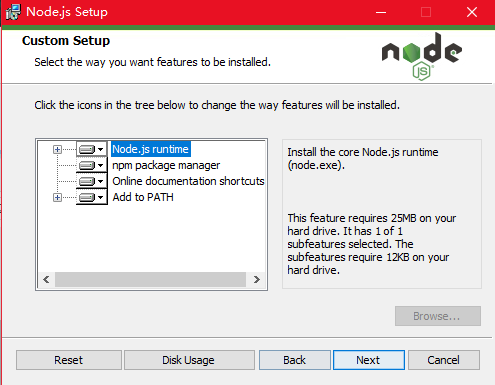 Node.js Setup
Custom Setup
Select the way you want features to be installed.
node
JS
Click the icons in the tree below to change the way features will be installed.
Node.js runtime
npm package manager
Online documentation shortcuts
Add to PATH
Install the core Node.js runtime
(node.exe).
This feature requires 25MB on your
hard drive. It has 1 of 1
subfeatures selected. The
subfeatures require 12KB on your
hard drive.
Browse...
Reset
Disk Usage
Back
Next
Cancel